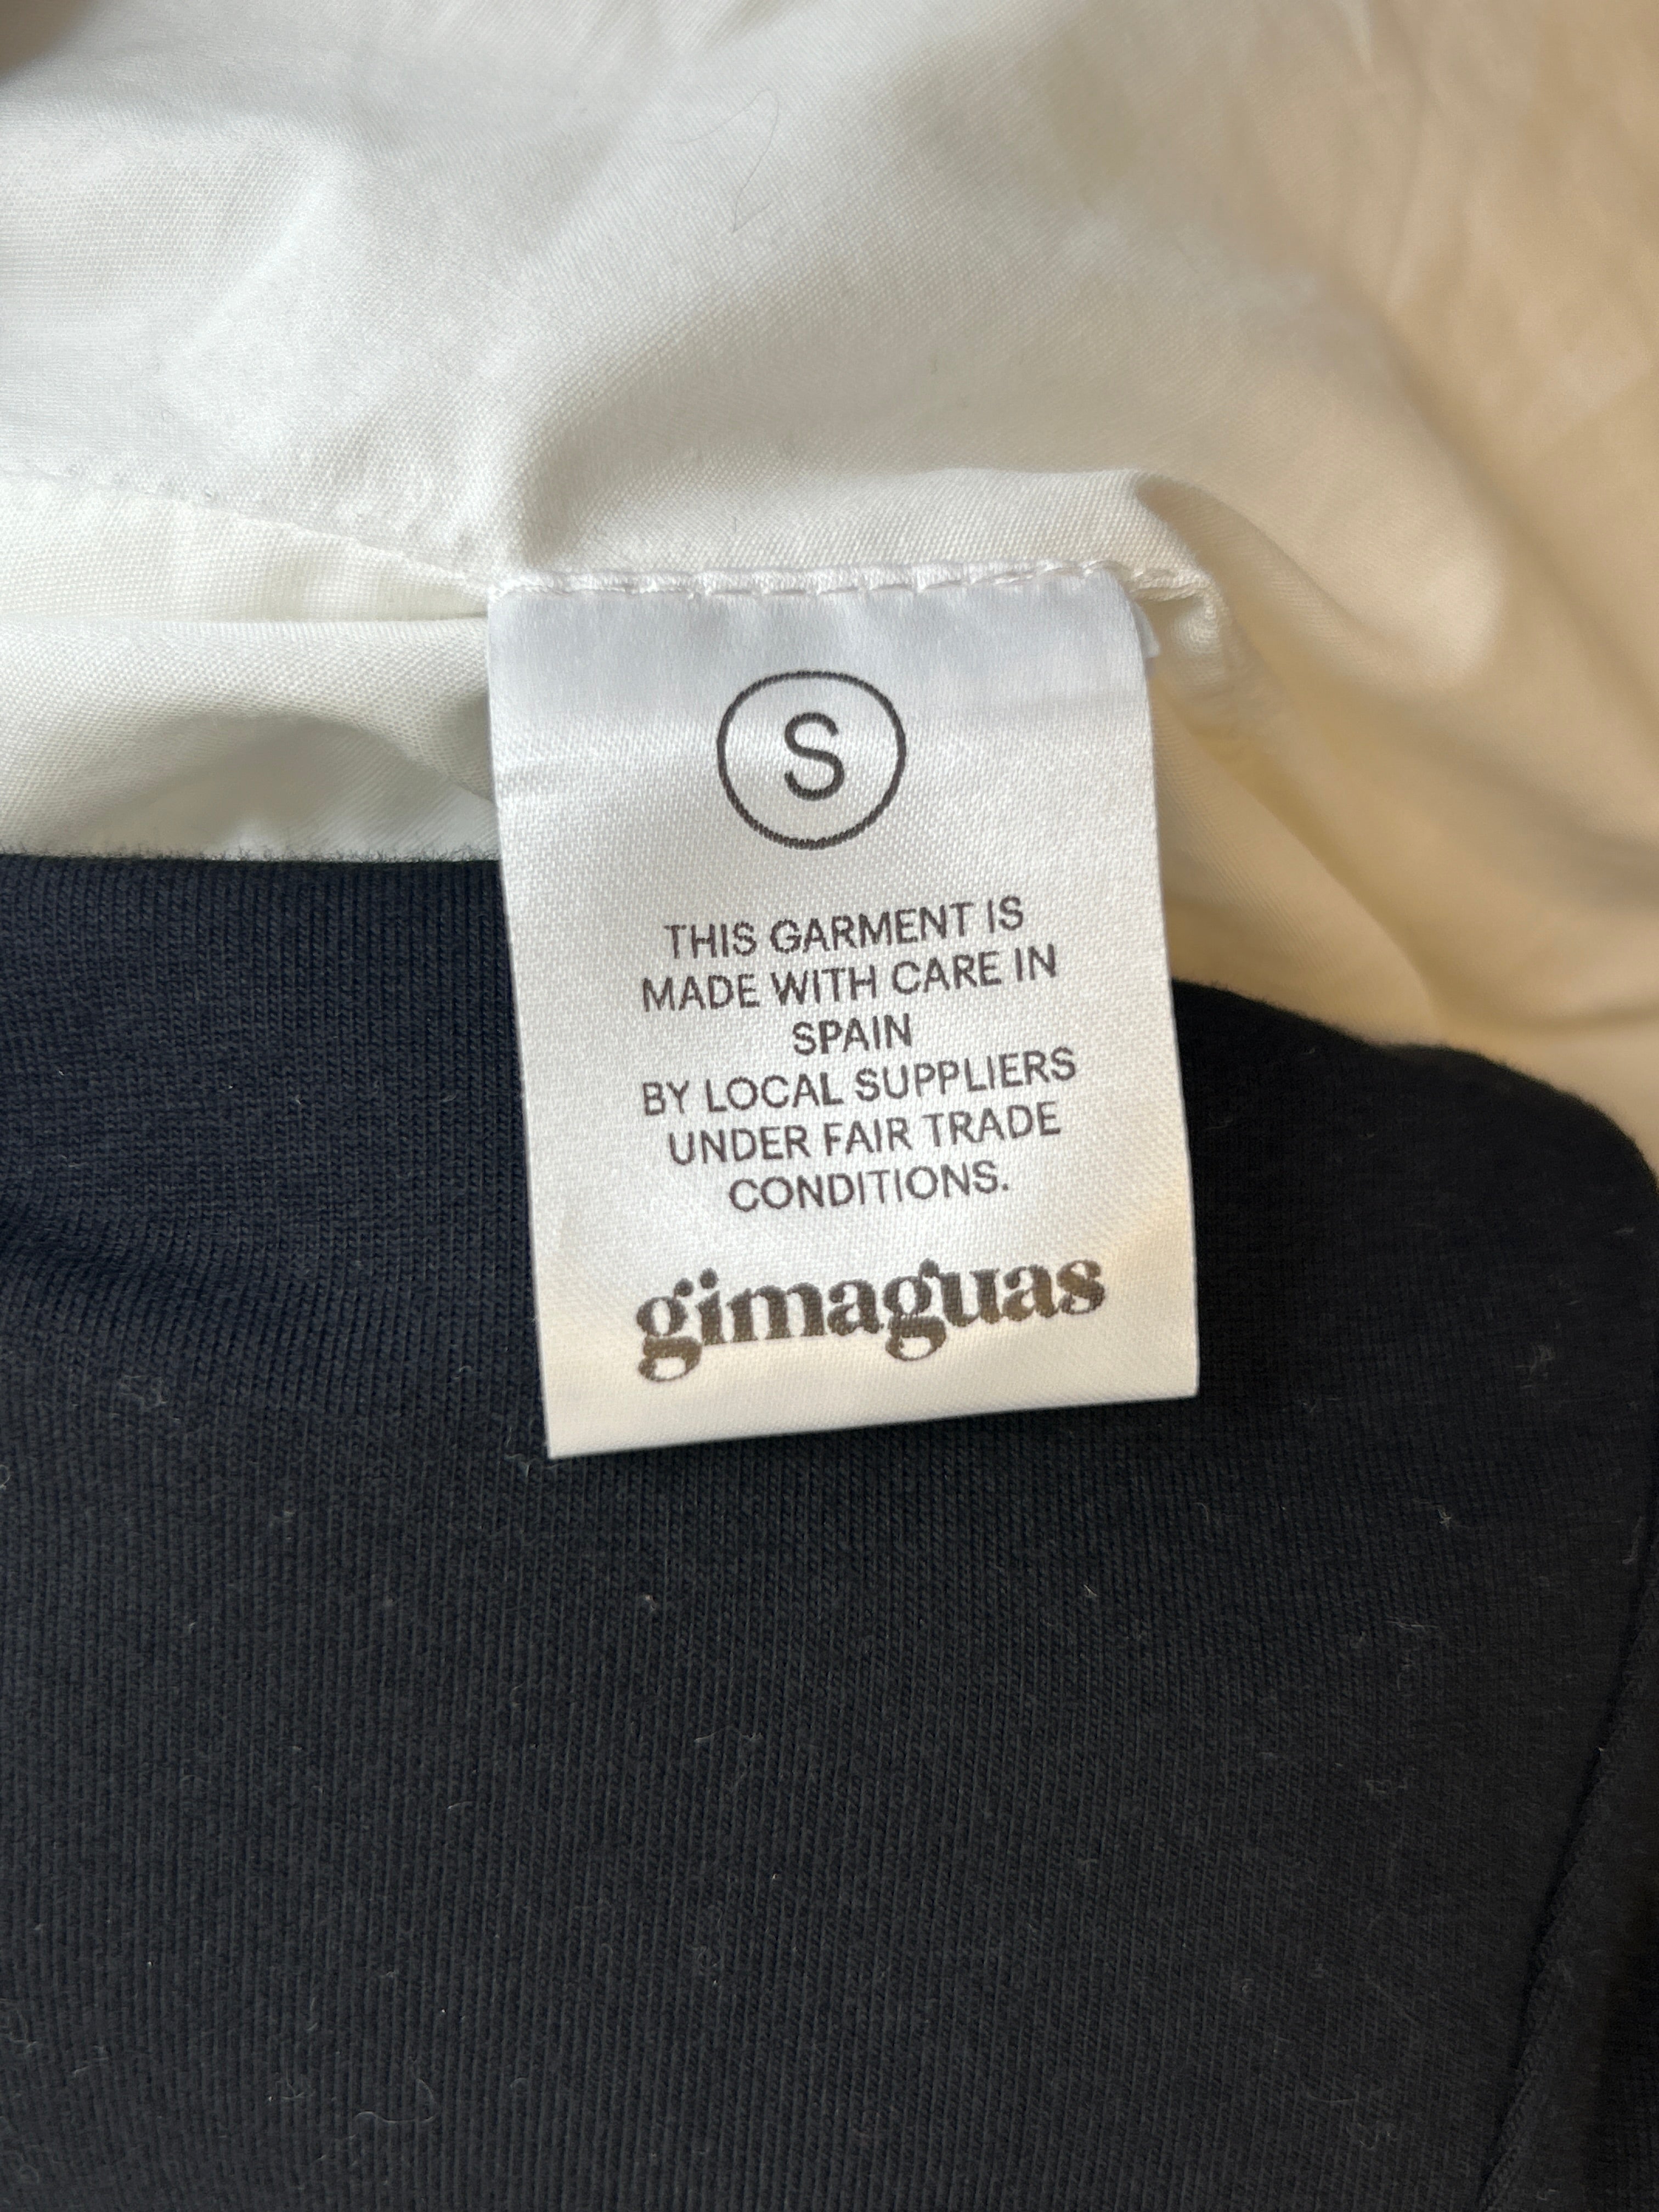 S
THIS GARMENT IS
MADE WITH CARE IN
SPAIN
BY LOCAL SUPPLIERS
UNDER FAIR TRADE
CONDITIONS.
gimaguas